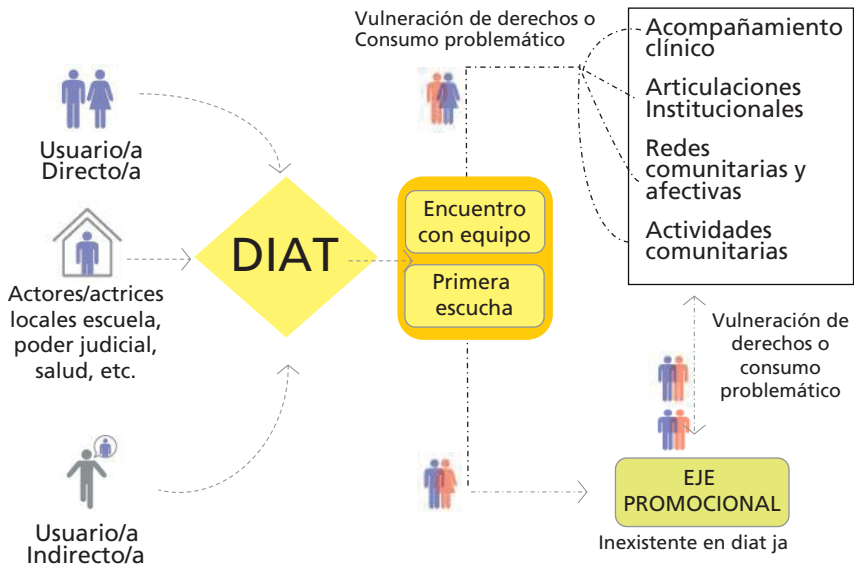 Usuario/a
Directo/a
Actores/actrices
locales escuela,
poder judicial,
salud, etc.
Usuario/a
Indirecto/a
DIAT
Encuentro
con equipo
Primera
escucha
Vulneración de derechos o
Consumo problemático
Acompañamiento
clínico
Articulaciones
Institucionales
Redes
comunitarias y
afectivas
Actividades
comunitarias
Vulneración de
derechos o
consumo
problemático
EJE
PROMOCIONAL
Inexistente en diat ja